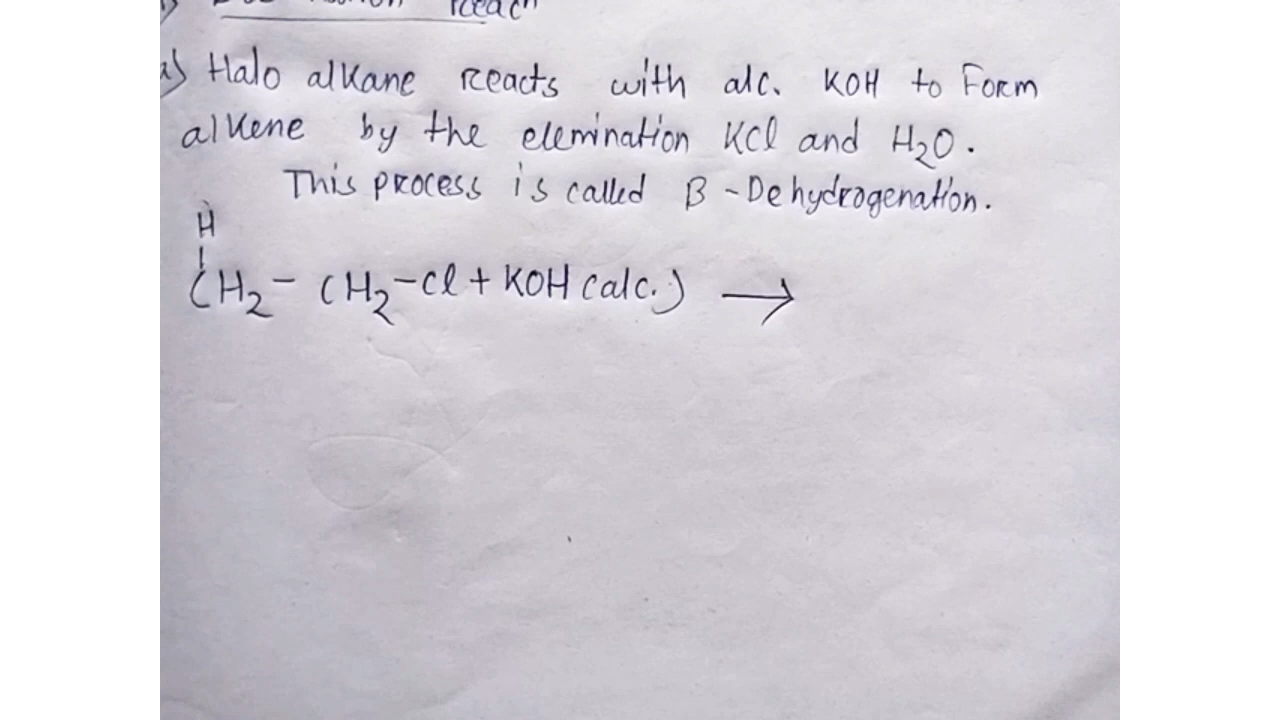 a) Halo alkane reacts with alc. KOH to Form
alkene by the elemination KCl and H2O.
This process is called B-Dehydrogenation.
H
CH2 - CH2 - Cl + KOH (alc.) →